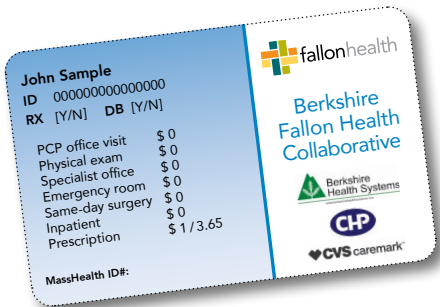 John Sample
ID 000000000000000
RX [Y/N] DB [Y/N]
PCP office visit $ 0
Physical exam $ 0
Specialist office $ 0
Emergency room $ 0
Same-day surgery $ 0
Inpatient $ 0
Prescription $ 1 / 3.65
MassHealth ID#:
fallonhealth
Berkshire
Fallon Health
Collaborative
Berkshire
Health Systems
CHP
CVS caremark